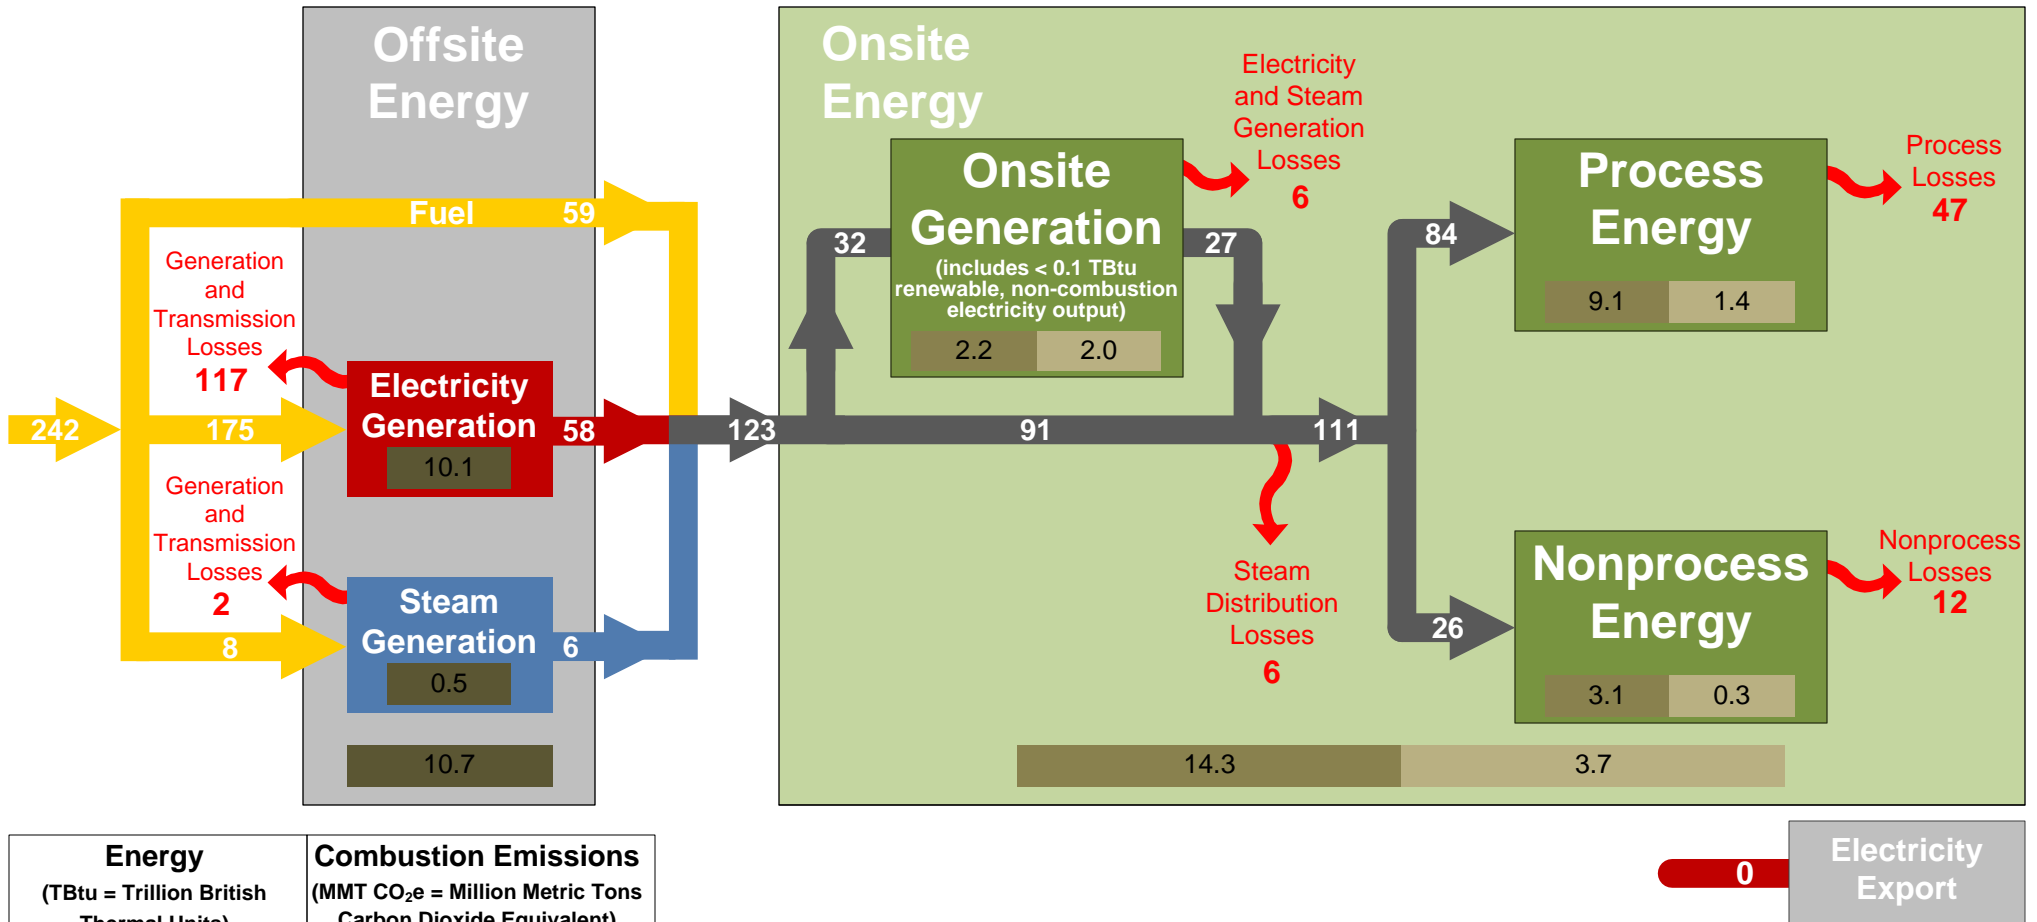 Offsite
Energy
Onsite
Energy
Electricity
and Steam
Generation
Losses
6
Onsite
Generation
(includes < 0.1 TBtu
renewable, non-combustion
electricity output)
2.2 2.0
Process
Energy
9.1 1.4
Process
Losses
47
Fuel 59
Generation
and
Transmission
Losses
117
32
27
84
242
175
Electricity
Generation
10.1
58
123
91
111
Generation
and
Transmission
Losses
2
8
Steam
Generation
0.5
6
10.7
Steam
Distribution
Losses
6
26
Nonprocess
Energy
3.1 0.3
Nonprocess
Losses
12
14.3 3.7
Energy
(TBtu = Trillion British
Thermal Units)
Combustion Emissions
(MMT CO₂e = Million Metric Tons
Carbon Dioxide Equivalent)
0
Electricity
Export